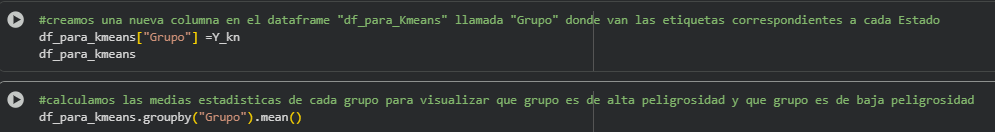 #creamos una nueva columna en el dataframe "df_para_Kmeans" llamada "Grupo" donde van las etiquetas correspondientes a cada Estado
df_para_kmeans["Grupo"] =Y_kn
df_para_kmeans
#calculamos las medias estadisticas de cada grupo para visualizar que grupo es de alta peligrosidad y que grupo es de baja peligrosidad
df_para_kmeans.groupby("Grupo").mean()